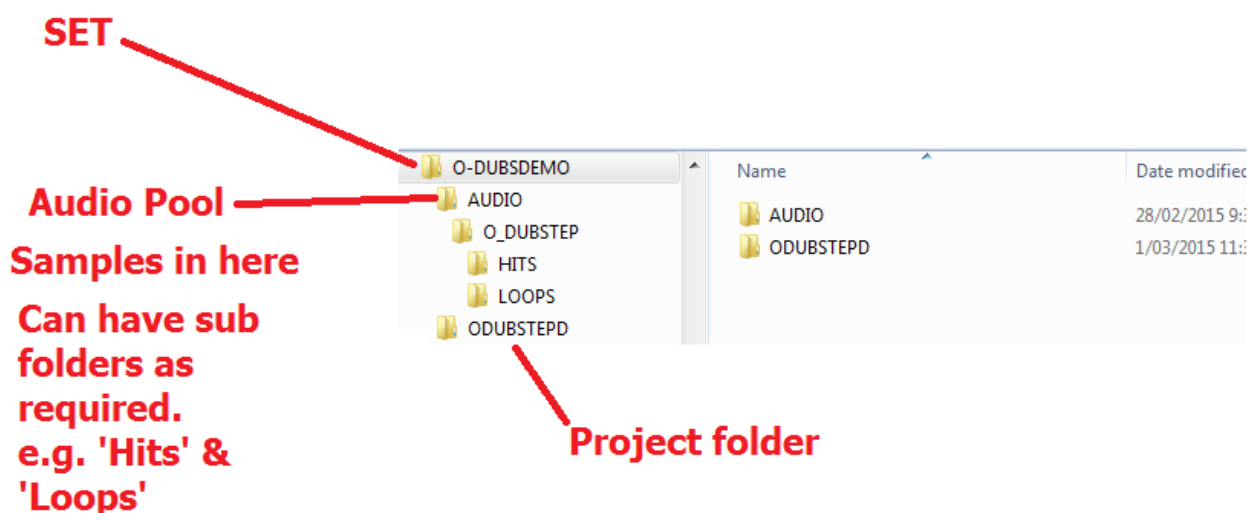 SET
O-DUBSDEMO
Name
Date modified
Audio Pool
AUDIO
AUDIO
28/02/2015 9:3
O_DUBSTEP
ODUBSTEPD
1/03/2015 11:3
Samples in here
HITS
LOOPS
Can have sub
folders as
required.
e.g. 'Hits' &
'Loops'
ODUBSTEPD
Project folder